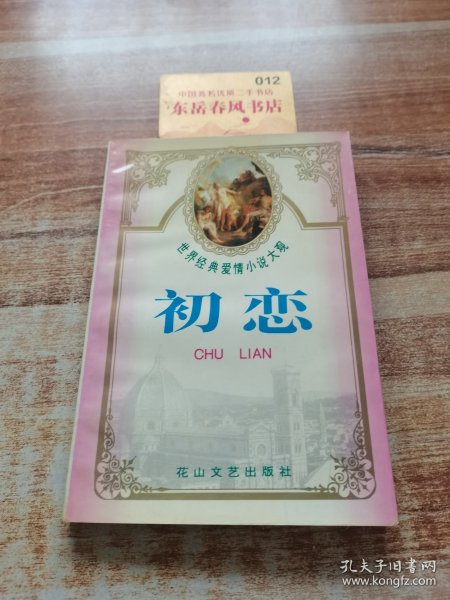 012
中国高档优质二手书店
东岳春风书店
世界经典爱情小说大观
初恋
CHU LIAN
花山文艺出版社
孔夫子旧书网
www.kongfz.com